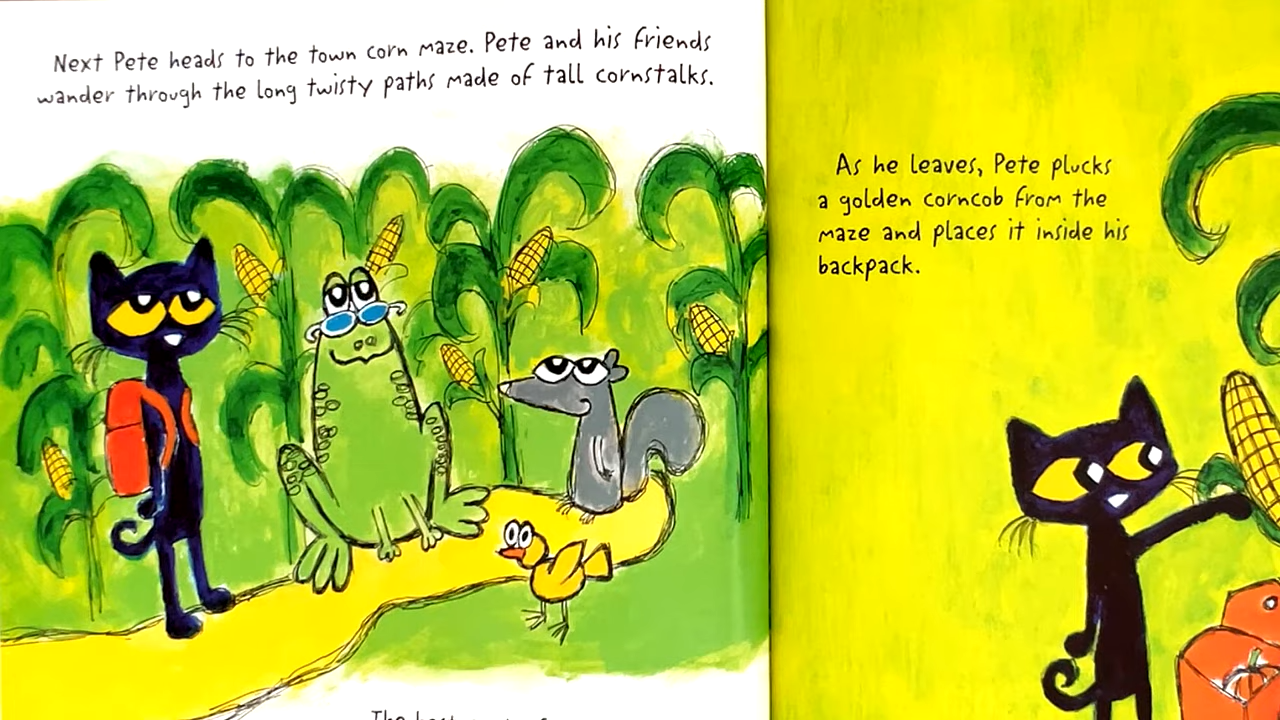 Next Pete heads to the town corn maze. Pete and his friends
wander through the long twisty paths made of tall cornstalks.
As he leaves, Pete plucks
a golden corncob from the
maze and places it inside his
backpack.